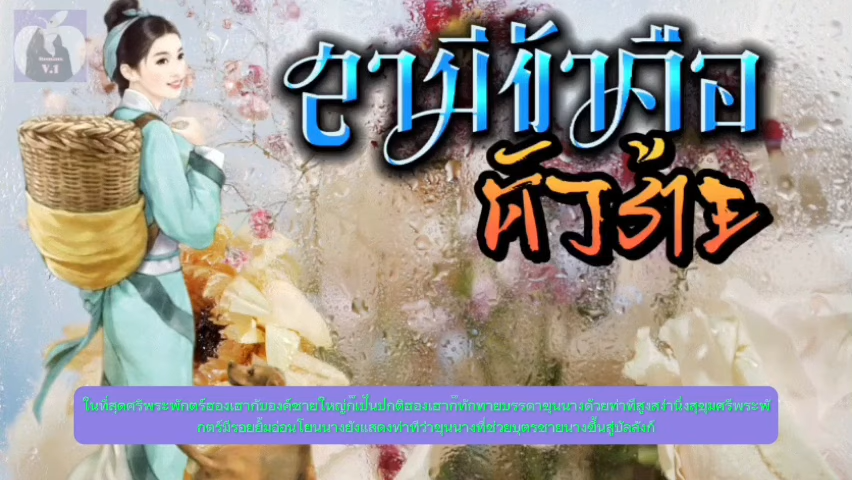 Romance
V.1
สามีข้าคือ
ตัวร้าย
ในที่สุดศรีพระพักตร์ของเฮากับองค์ชายใหญ่ก็เป็นปกติฮองเฮาก็ทักทายบรรดาขุนนางด้วยท่าทีสูงสง่านิ่งสุขุมศรีพระพั
กตร์มีรอยยิ้มอ่อนโยนนางยังแสดงท่าทีว่าขุนนางที่ช่วยบุตรชายนางขึ้นสู่บัลลังก์